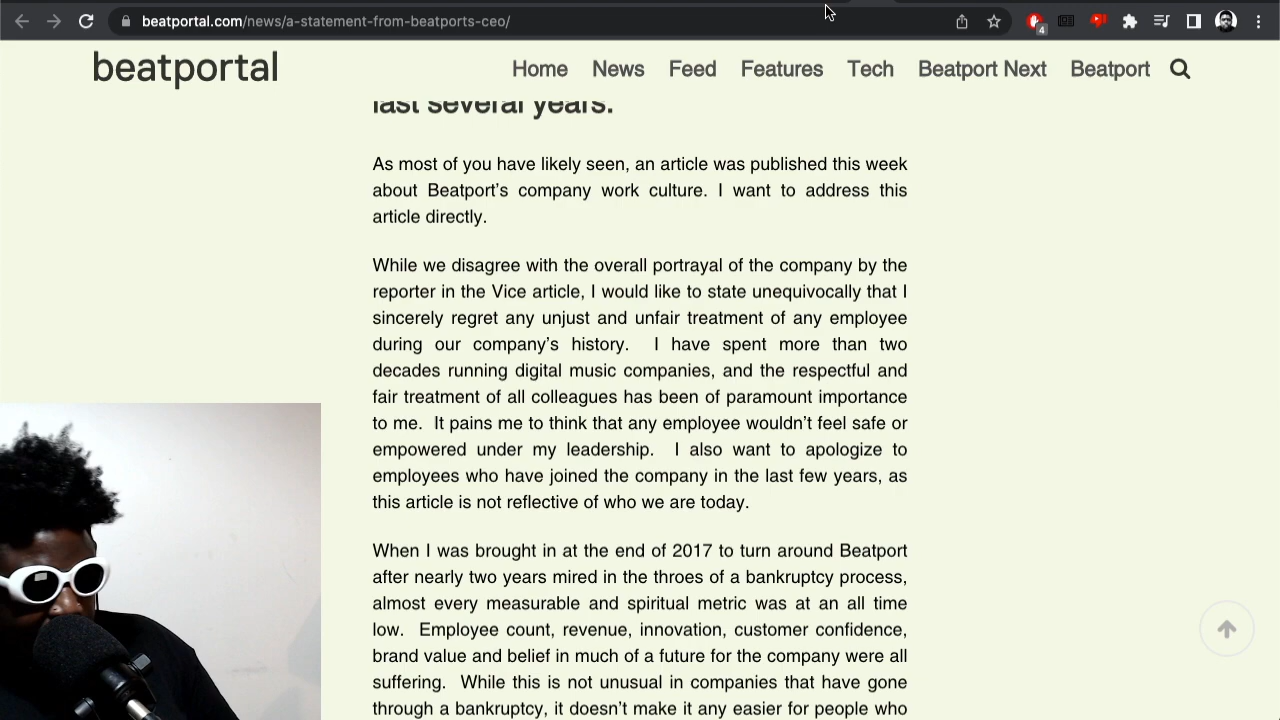 beatportal.com/news/a-statement-from-beatports-ceo/
4
beatportal
Home News Feed Features Tech Beatport Next Beatport
last several years.
As most of you have likely seen, an article was published this week
about Beatport’s company work culture. I want to address this
article directly.
While we disagree with the overall portrayal of the company by the
reporter in the Vice article, I would like to state unequivocally that I
sincerely regret any unjust and unfair treatment of any employee
during our company’s history. I have spent more than two
decades running digital music companies, and the respectful and
fair treatment of all colleagues has been of paramount importance
to me. It pains me to think that any employee wouldn’t feel safe or
empowered under my leadership. I also want to apologize to
employees who have joined the company in the last few years, as
this article is not reflective of who we are today.
When I was brought in at the end of 2017 to turn around Beatport
after nearly two years mired in the throes of a bankruptcy process,
almost every measurable and spiritual metric was at an all time
low. Employee count, revenue, innovation, customer confidence,
brand value and belief in much of a future for the company were all
suffering. While this is not unusual in companies that have gone
through a bankruptcy, it doesn’t make it any easier for people who